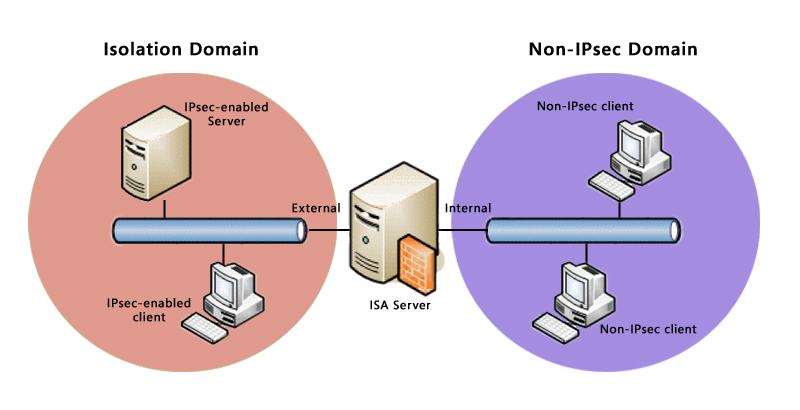 Isolation Domain
Non-IPsec Domain
IPsec-enabled
Server
Non-IPsec client
External
Internal
IPsec-enabled
client
ISA Server
Non-IPsec client